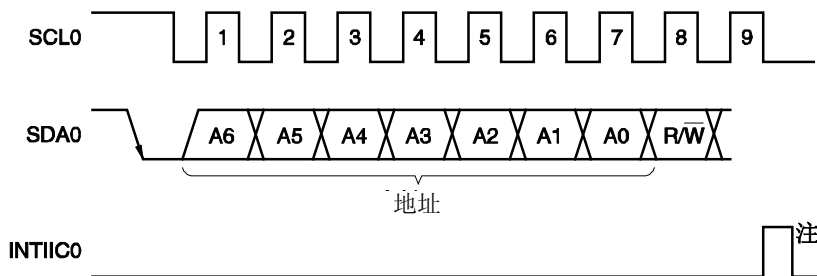 SCL0 1 2 3 4 5 6 7 8 9
SDA0 A6 A5 A4 A3 A2 A1 A0 R/W̅
地址
INTIIC0 注